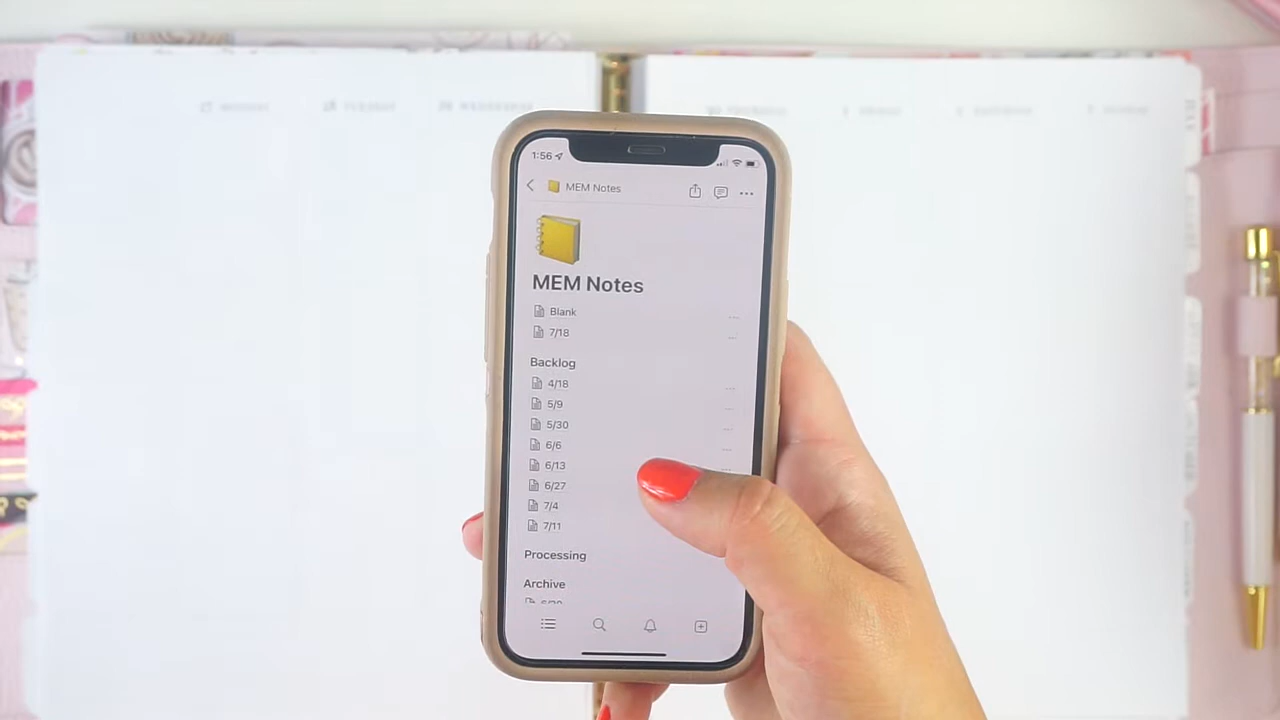 1:56
MEM Notes
MEM Notes
Blank
7/18
Backlog
4/18
5/9
5/30
6/6
6/13
6/27
7/4
7/11
Processing
Archive